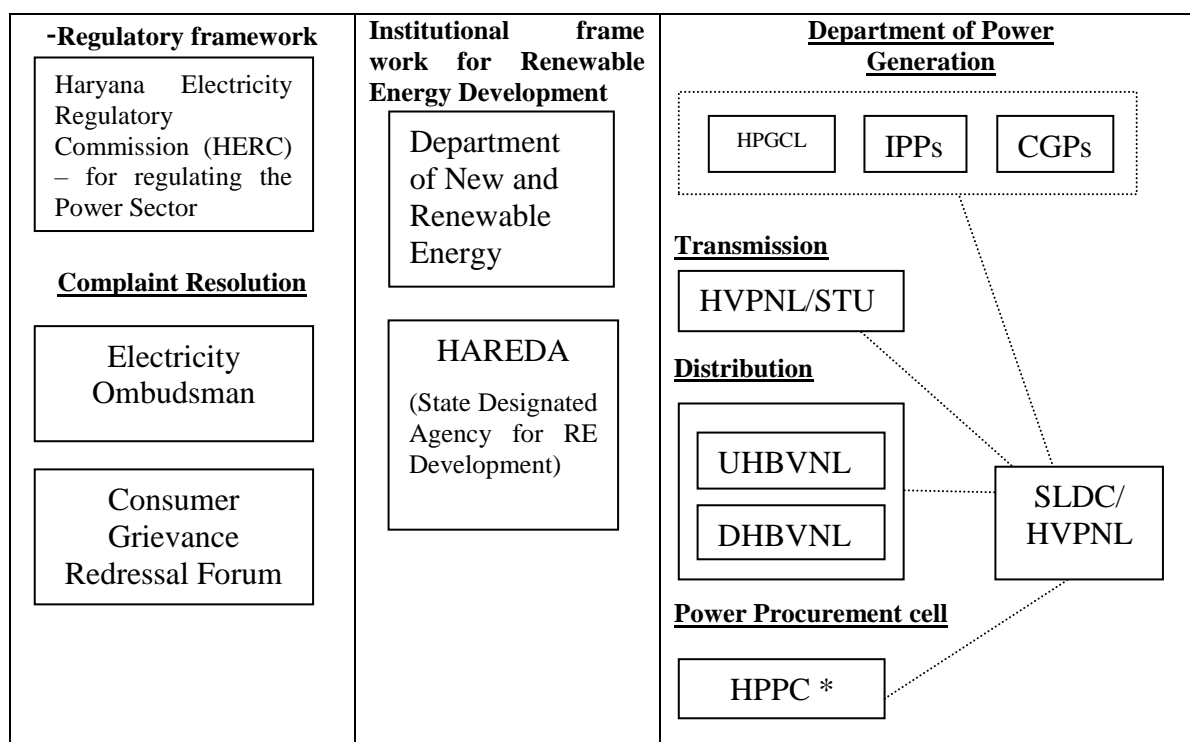 -Regulatory framework
Haryana Electricity
Regulatory
Commission (HERC)
– for regulating the
Power Sector
Complaint Resolution
Electricity
Ombudsman
Consumer
Grievance
Redressal Forum
Institutional frame
work for Renewable
Energy Development
Department
of New and
Renewable
Energy
HAREDA
(State Designated
Agency for RE
Development)
Department of Power
Generation
HPGCL
IPPs
CGPs
Transmission
HVPNL/STU
Distribution
UHBVNL
DHBVNL
SLDC/
HVPNL
Power Procurement cell
HPPC *